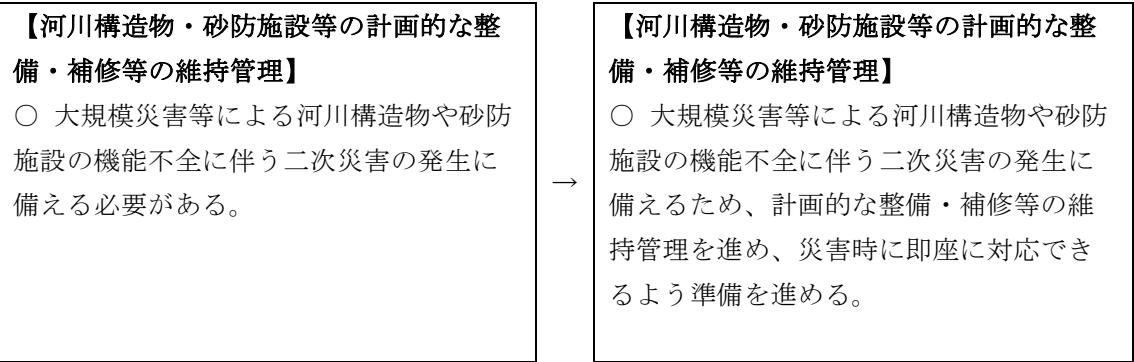 【河川構造物・砂防施設等の計画的な整
備・補修等の維持管理】
○ 大規模災害等による河川構造物や砂防
施設の機能不全に伴う二次災害の発生に
備える必要がある。
→
【河川構造物・砂防施設等の計画的な整
備・補修等の維持管理】
○ 大規模災害等による河川構造物や砂防
施設の機能不全に伴う二次災害の発生に
備えるため、計画的な整備・補修等の維
持管理を進め、災害時に即座に対応でき
るよう準備を進める。